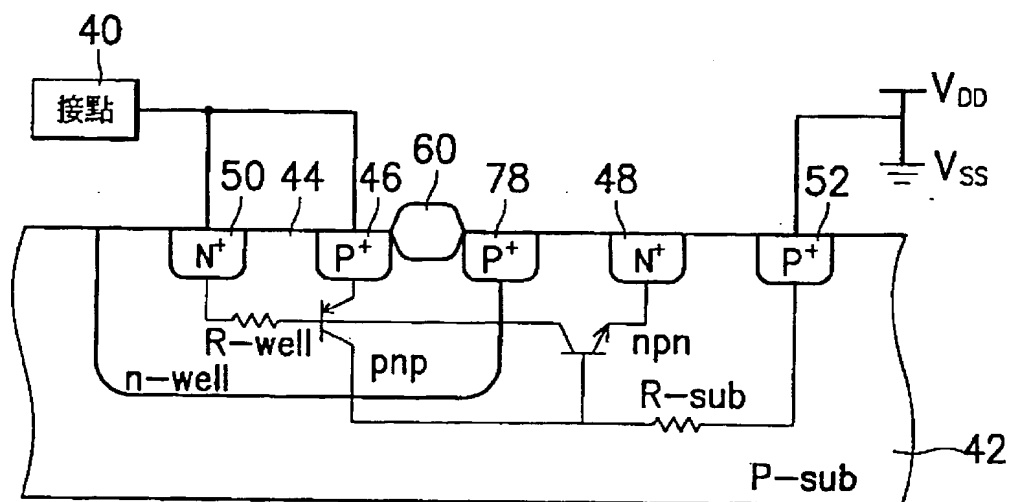 40
接點
V_DD
V_SS
50 44 46 60 78 48 52
N⁺ P⁺ P⁺ N⁺ P⁺
R-well
pnp
npn
n-well
R-sub
42
P-sub